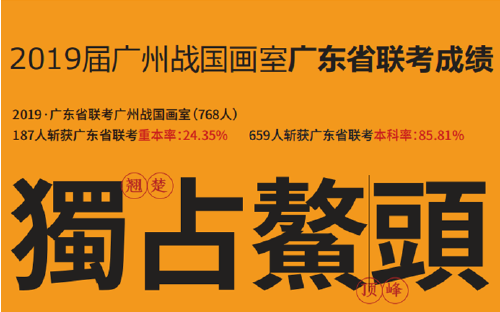 2019届广州战国画室广东省联考成绩
2019·广东省联考广州战国画室(768人)
187人斩获广东省联考重本率:24.35% 659人斩获广东省联考本科率:85.81%
翘楚
獨占鰲頭
顶峰